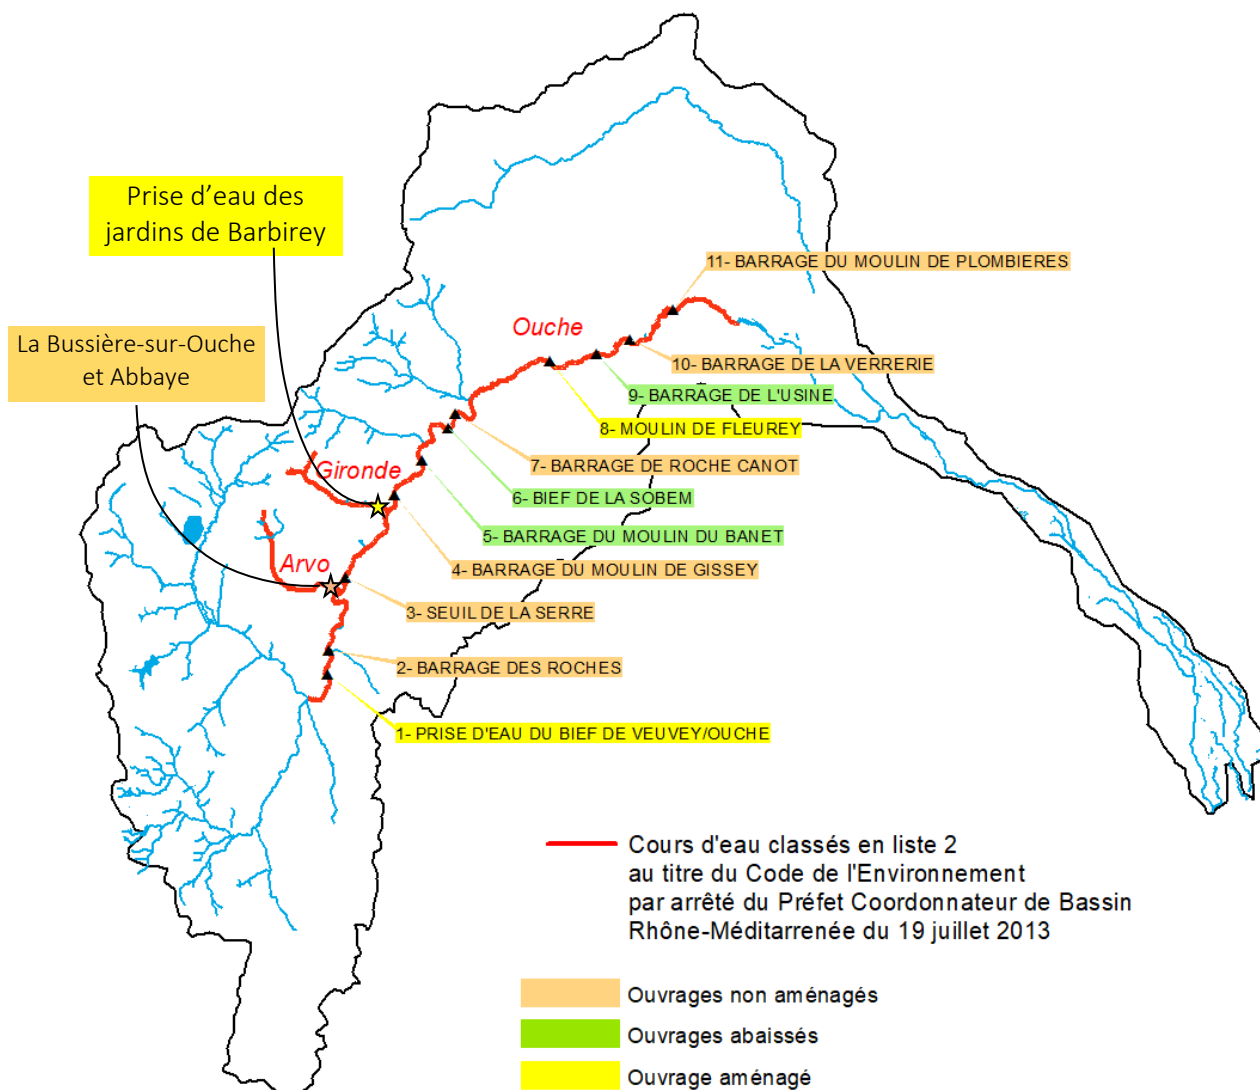 Prise d’eau des
jardins de Barbirey
La Bussière-sur-Ouche
et Abbaye
Ouche
Gironde
Arvo
11- BARRAGE DU MOULIN DE PLOMBIERES
10- BARRAGE DE LA VERRERIE
9- BARRAGE DE L'USINE
8- MOULIN DE FLEUREY
7- BARRAGE DE ROCHE CANOT
6- BIEF DE LA SOBEM
5- BARRAGE DU MOULIN DU BANET
4- BARRAGE DU MOULIN DE GISSEY
3- SEUIL DE LA SERRE
2- BARRAGE DES ROCHES
1- PRISE D'EAU DU BIEF DE VEUVEY/OUCHE
Cours d'eau classés en liste 2
au titre du Code de l'Environnement
par arrêté du Préfet Coordonnateur de Bassin
Rhône-Méditarrenée du 19 juillet 2013
Ouvrages non aménagés
Ouvrages abaissés
Ouvrage aménagé